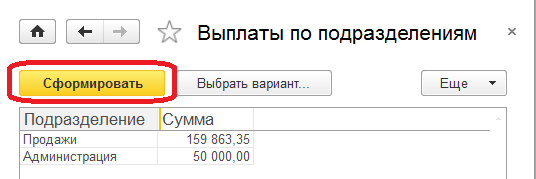 Выплаты по подразделениям
Сформировать Выбрать вариант... Еще
Подразделение Сумма
Продажи 159 863,35
Администрация 50 000,00